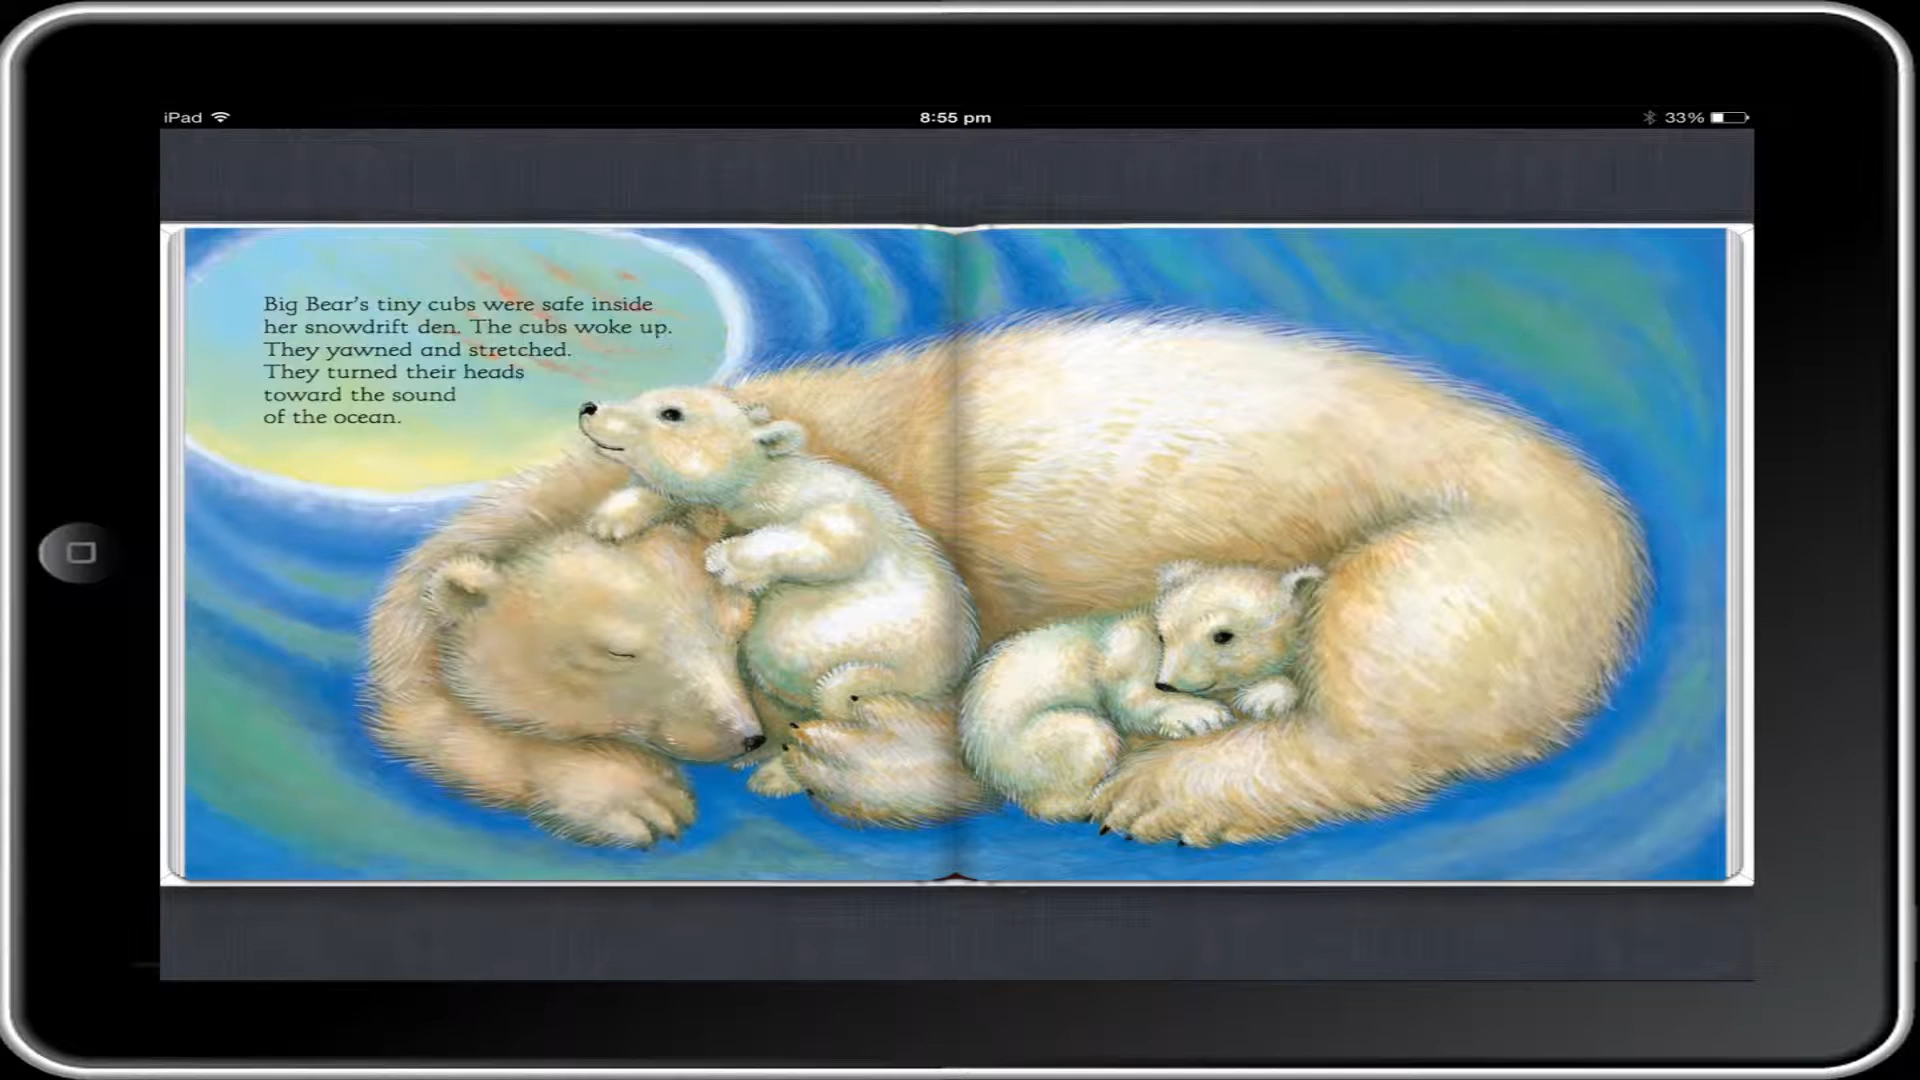 iPad
8:55 pm
33%
Big Bear's tiny cubs were safe inside
her snowdrift den. The cubs woke up.
They yawned and stretched.
They turned their heads
toward the sound
of the ocean.